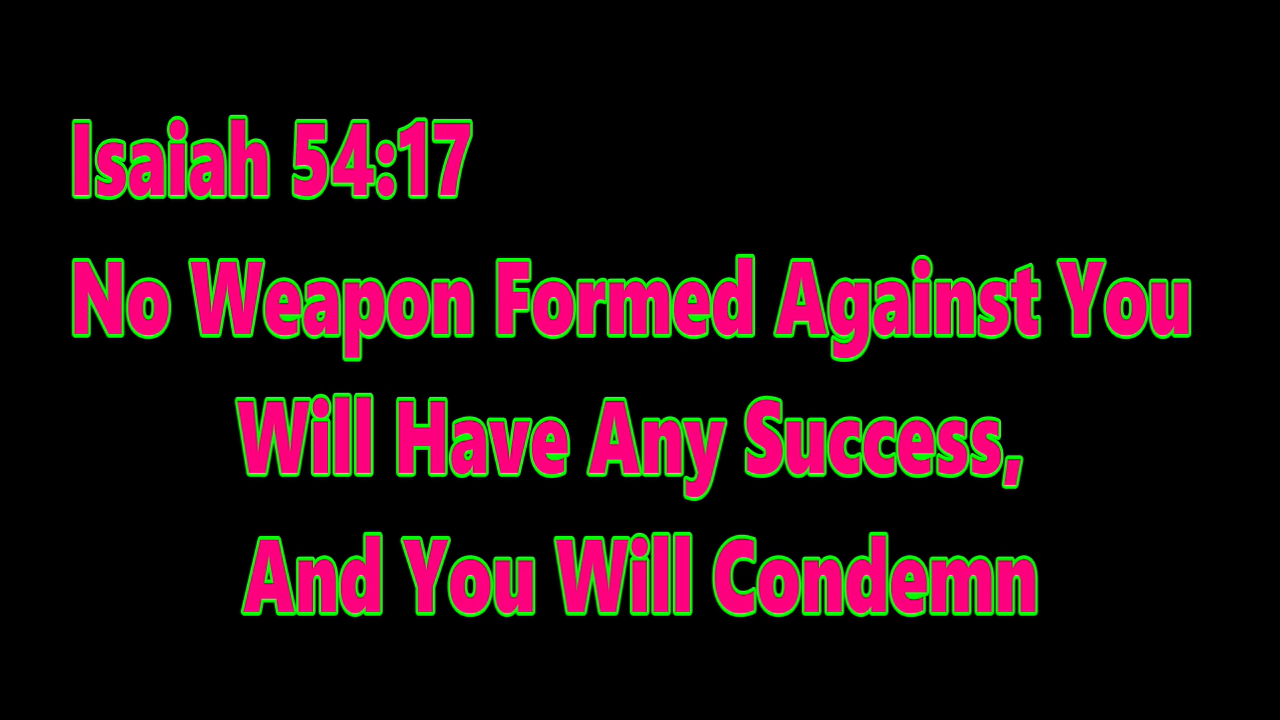 Isaiah 54:17
No Weapon Formed Against You
Will Have Any Success,
And You Will Condemn